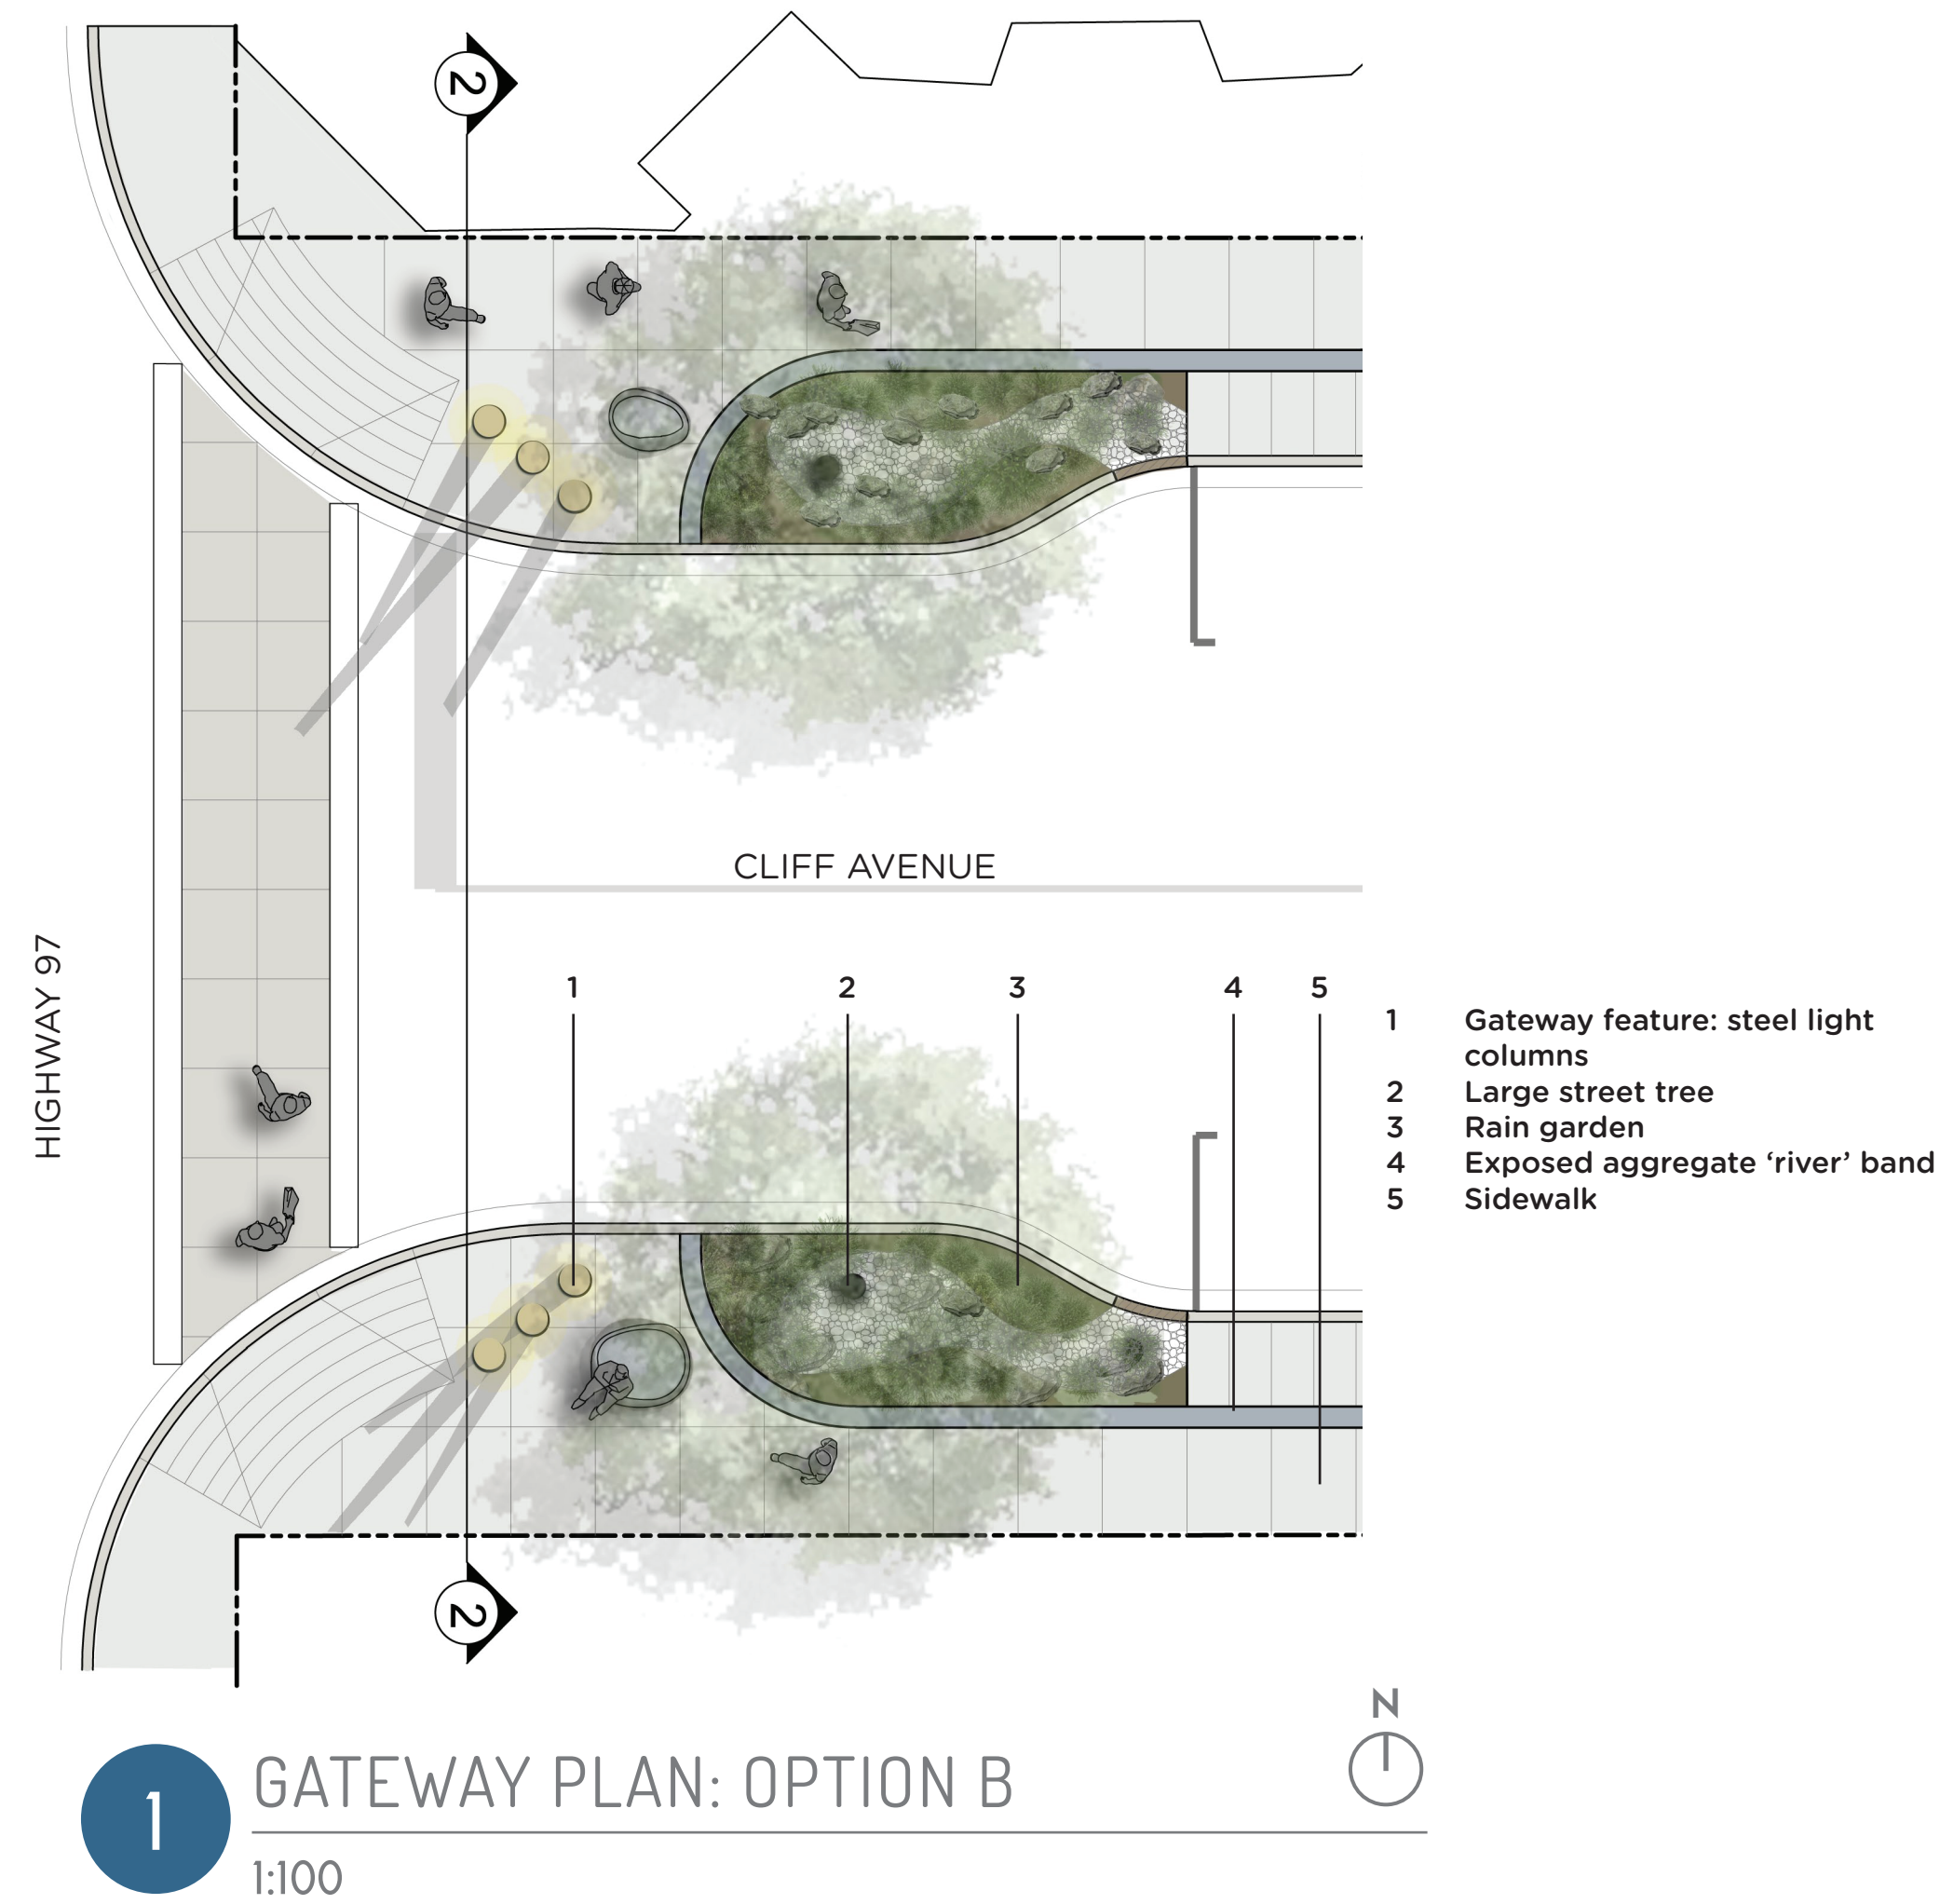 2
CLIFF AVENUE
HIGHWAY 97
1 2 3 4 5
1 Gateway feature: steel light
columns
2 Large street tree
3 Rain garden
4 Exposed aggregate ‘river’ band
5 Sidewalk
2
N
1 GATEWAY PLAN: OPTION B
1:100